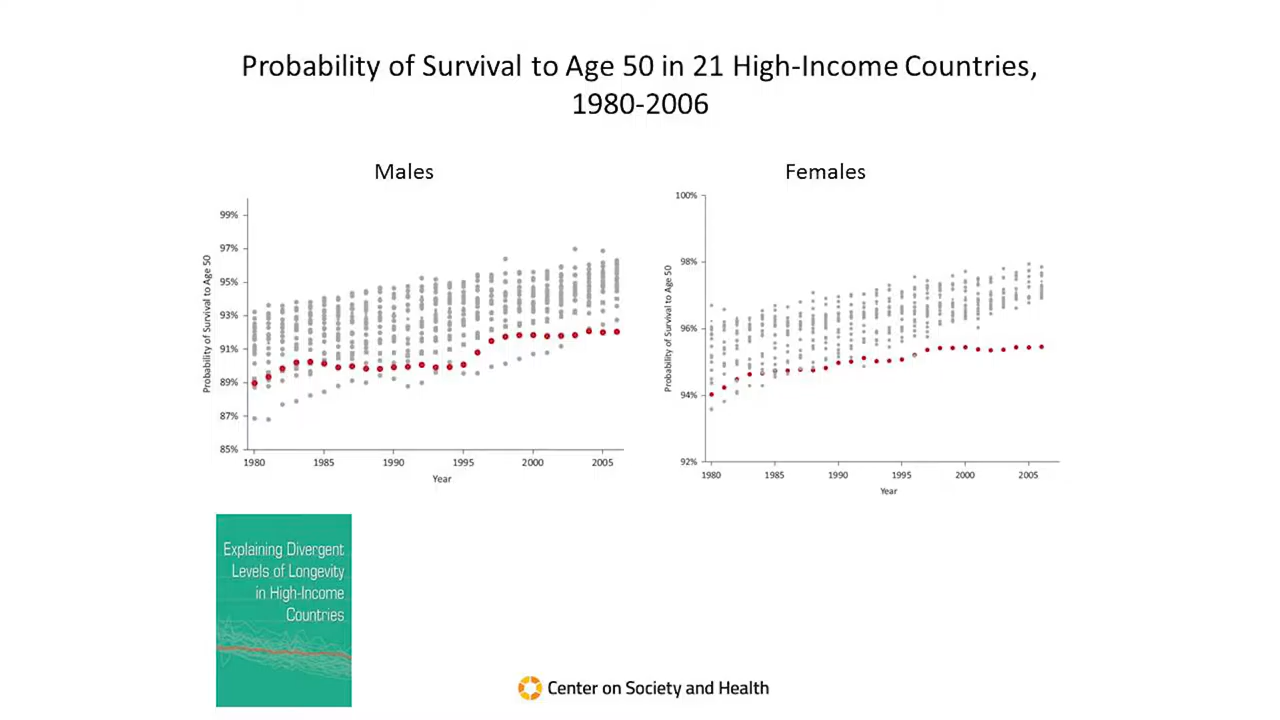 Probability of Survival to Age 50 in 21 High-Income Countries,
1980-2006
Males
Probability of Survival to Age 50
99%
97%
95%
93%
91%
89%
87%
85%
1980 1985 1990 1995 2000 2005
Year
Females
Probability of Survival to Age 50
100%
98%
96%
94%
92%
1980 1985 1990 1995 2000 2005
Year
Explaining Divergent
Levels of Longevity
in High-Income
Countries
Center on Society and Health